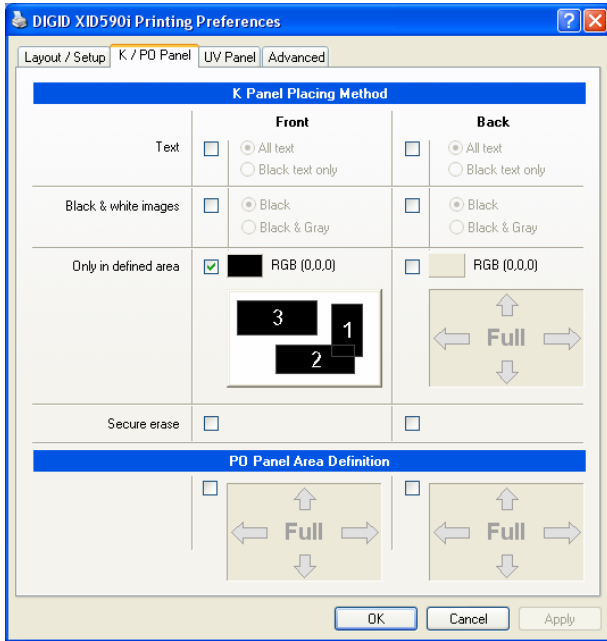 DIGID XID590i Printing Preferences
Layout / Setup K / PO Panel UV Panel Advanced
K Panel Placing Method
Front Back
Text All text All text
Black text only Black text only
Black & white images Black Black
Black & Gray Black & Gray
Only in defined area RGB (0,0,0) RGB (0,0,0)
3 1
2
Full
Secure erase
PO Panel Area Definition
Full Full
OK Cancel Apply